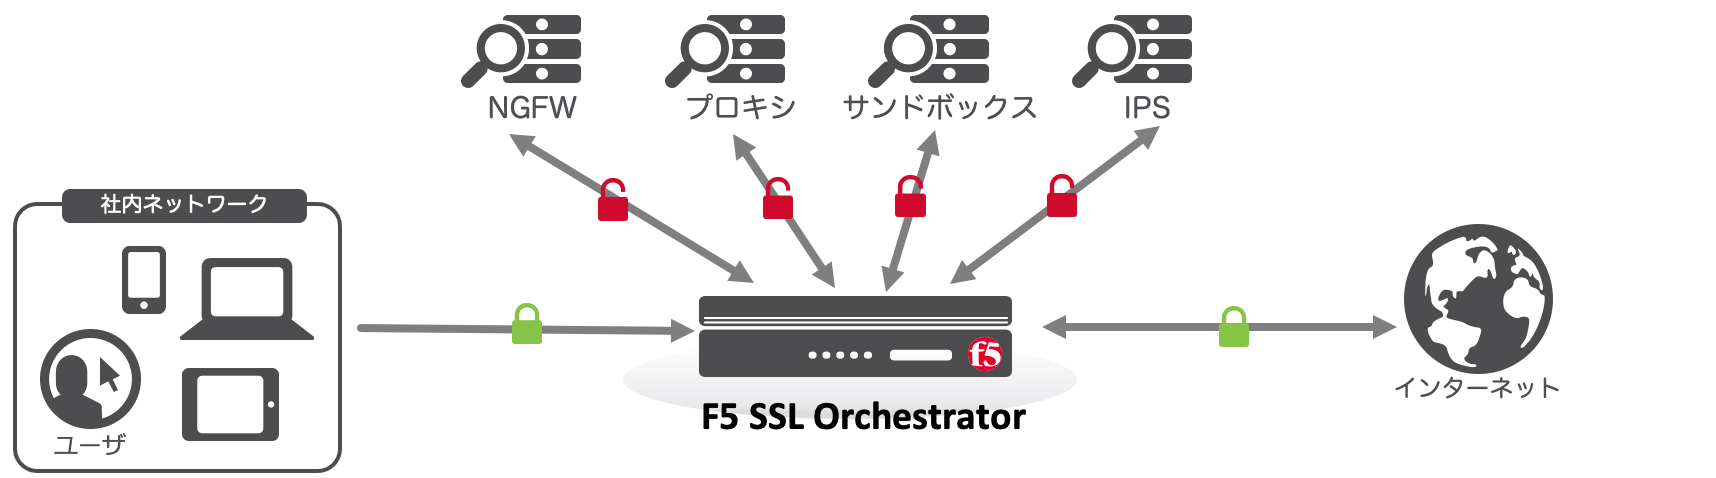 NGFW
プロキシ
サンドボックス
IPS
社内ネットワーク
ユーザ
f5
F5 SSL Orchestrator
インターネット